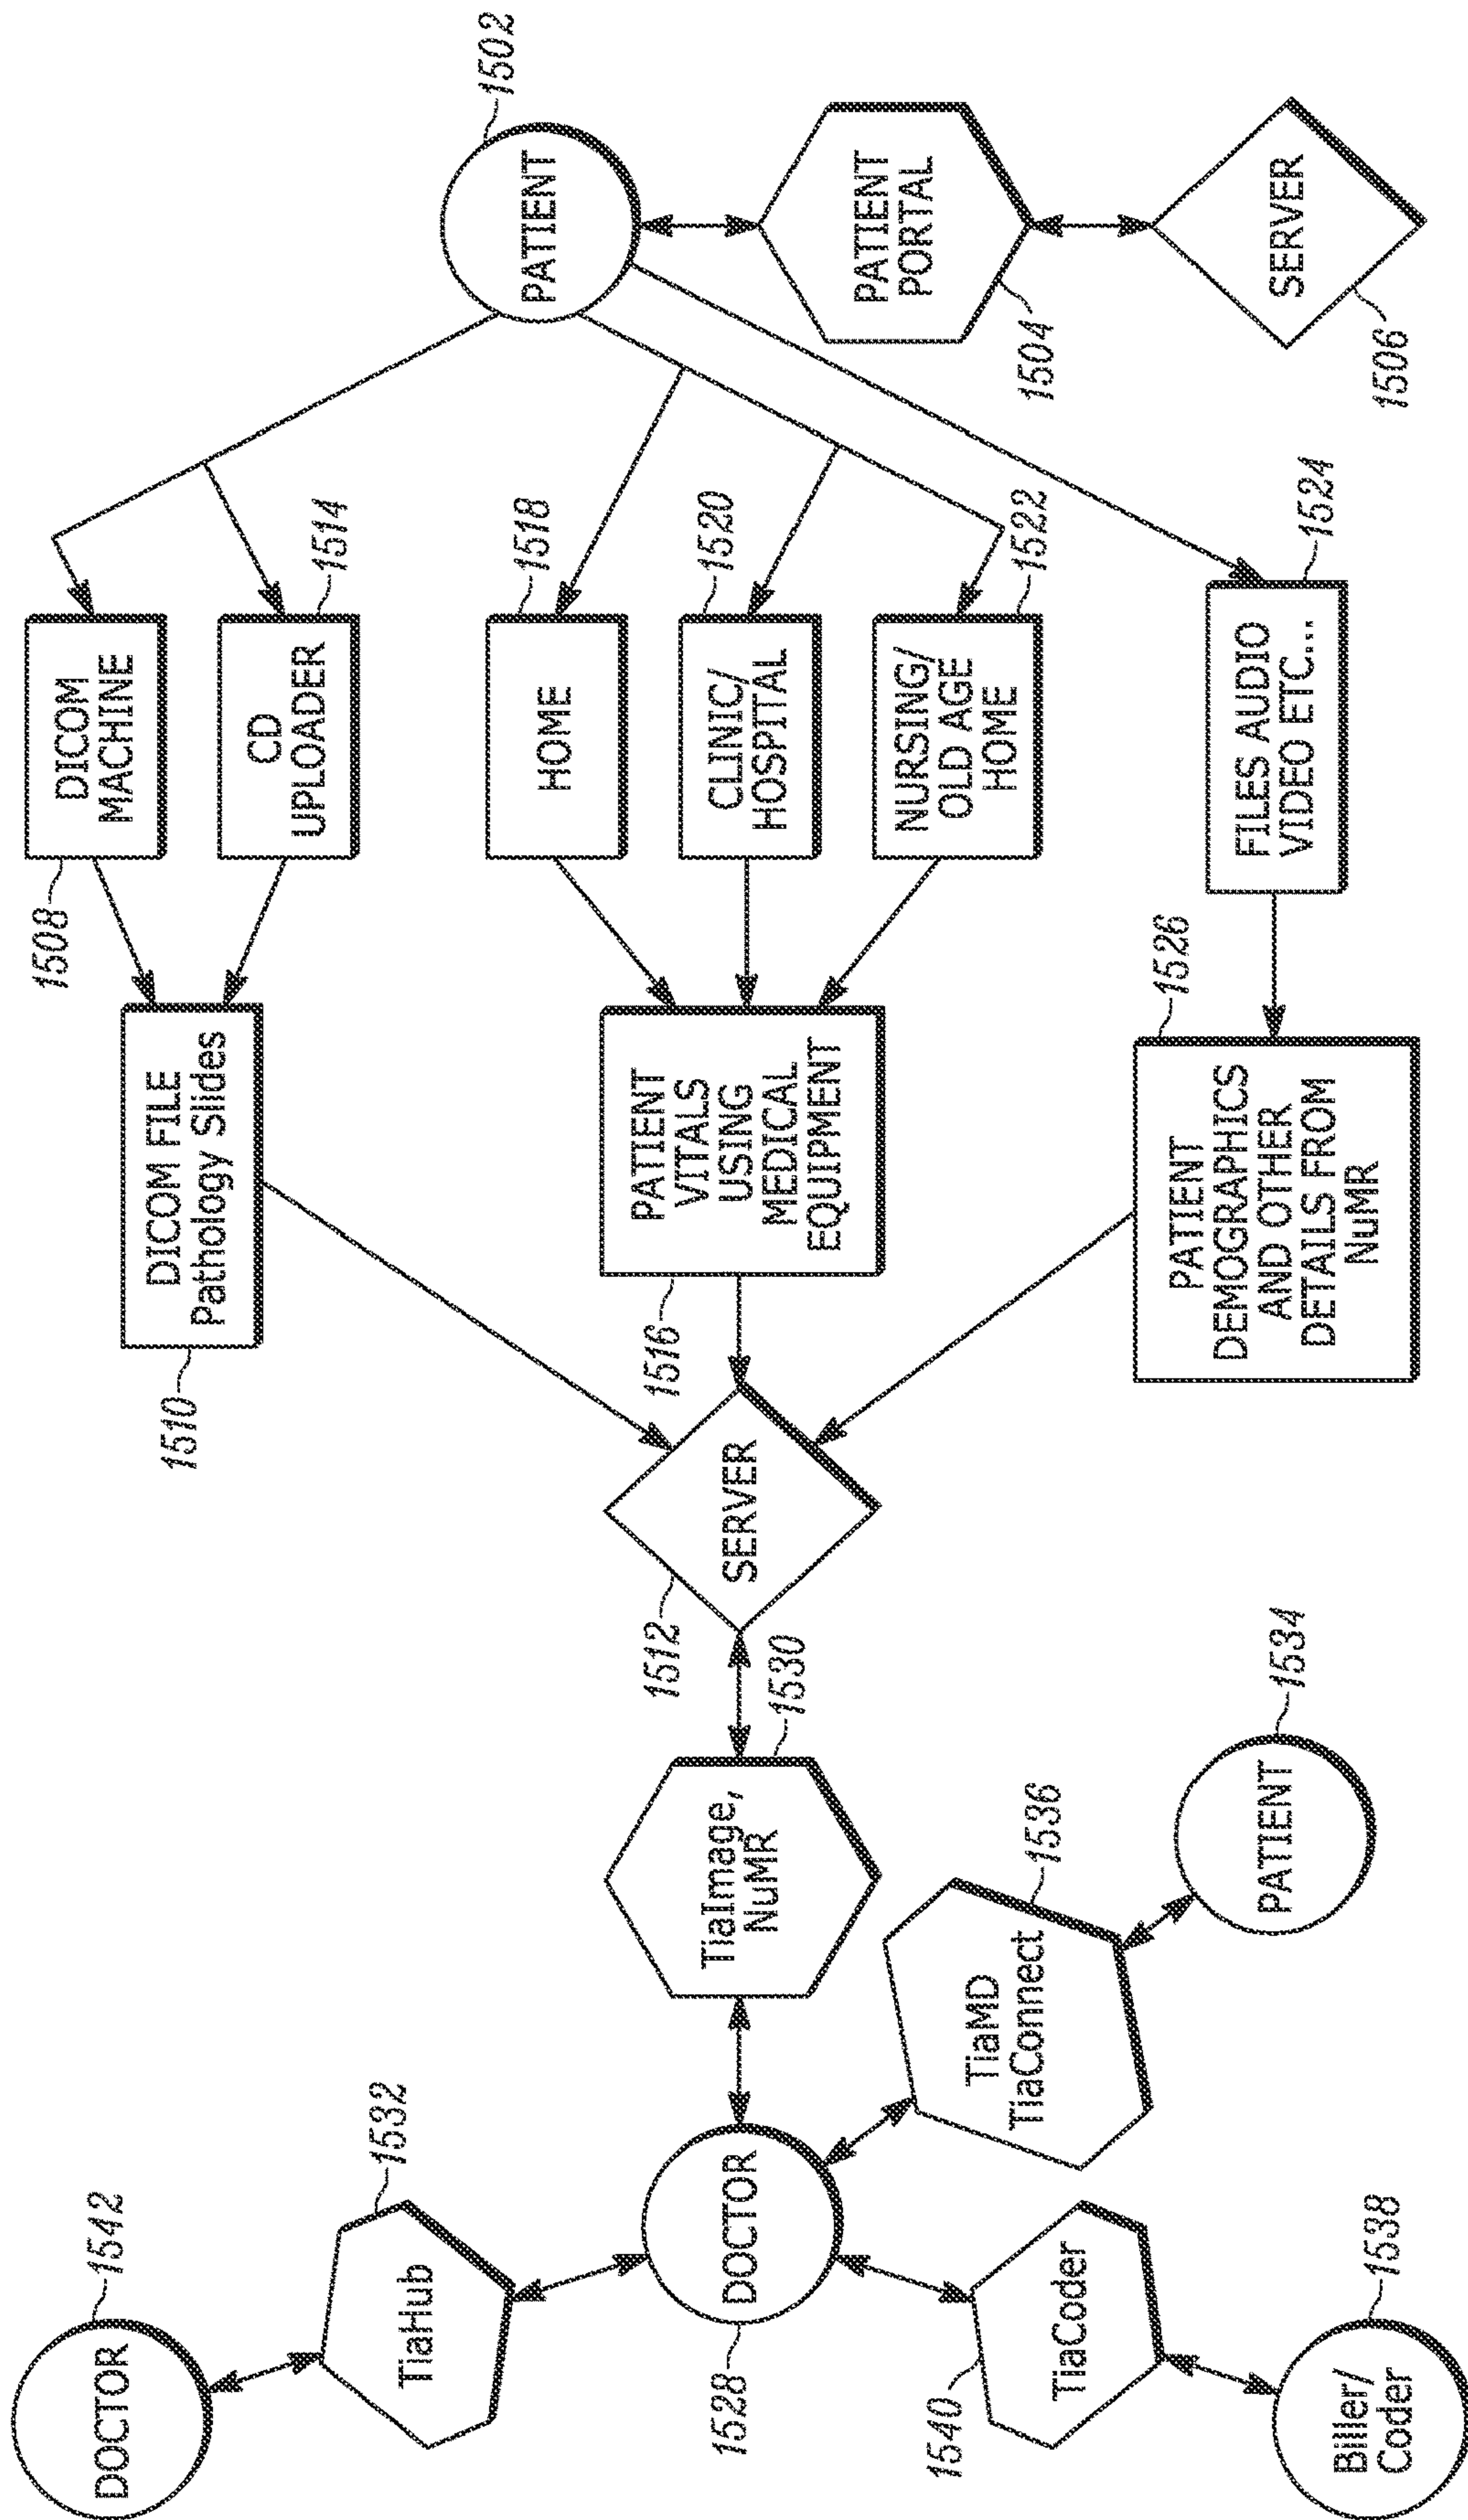 DOCTOR
1542
TiaHub
1532
DOCTOR
1528
TiaCoder
1540
Biller/
Coder
1538
TiaMD
TiaConnect
1536
PATIENT
1534
TiaImage,
NuMR
1530
SERVER
1512
DICOM FILE
Pathology Slides
1510
PATIENT
VITALS
USING
MEDICAL
EQUIPMENT
1516
PATIENT
DEMOGRAPHICS
AND OTHER
DETAILS FROM
NuMR
1526
DICOM
MACHINE
1508
CD
UPLOADER
1514
HOME
1518
CLINIC/
HOSPITAL
1520
NURSING/
OLD AGE
HOME
1522
FILES AUDIO
VIDEO ETC...
1524
PATIENT
1502
PATIENT
PORTAL
1504
SERVER
1506